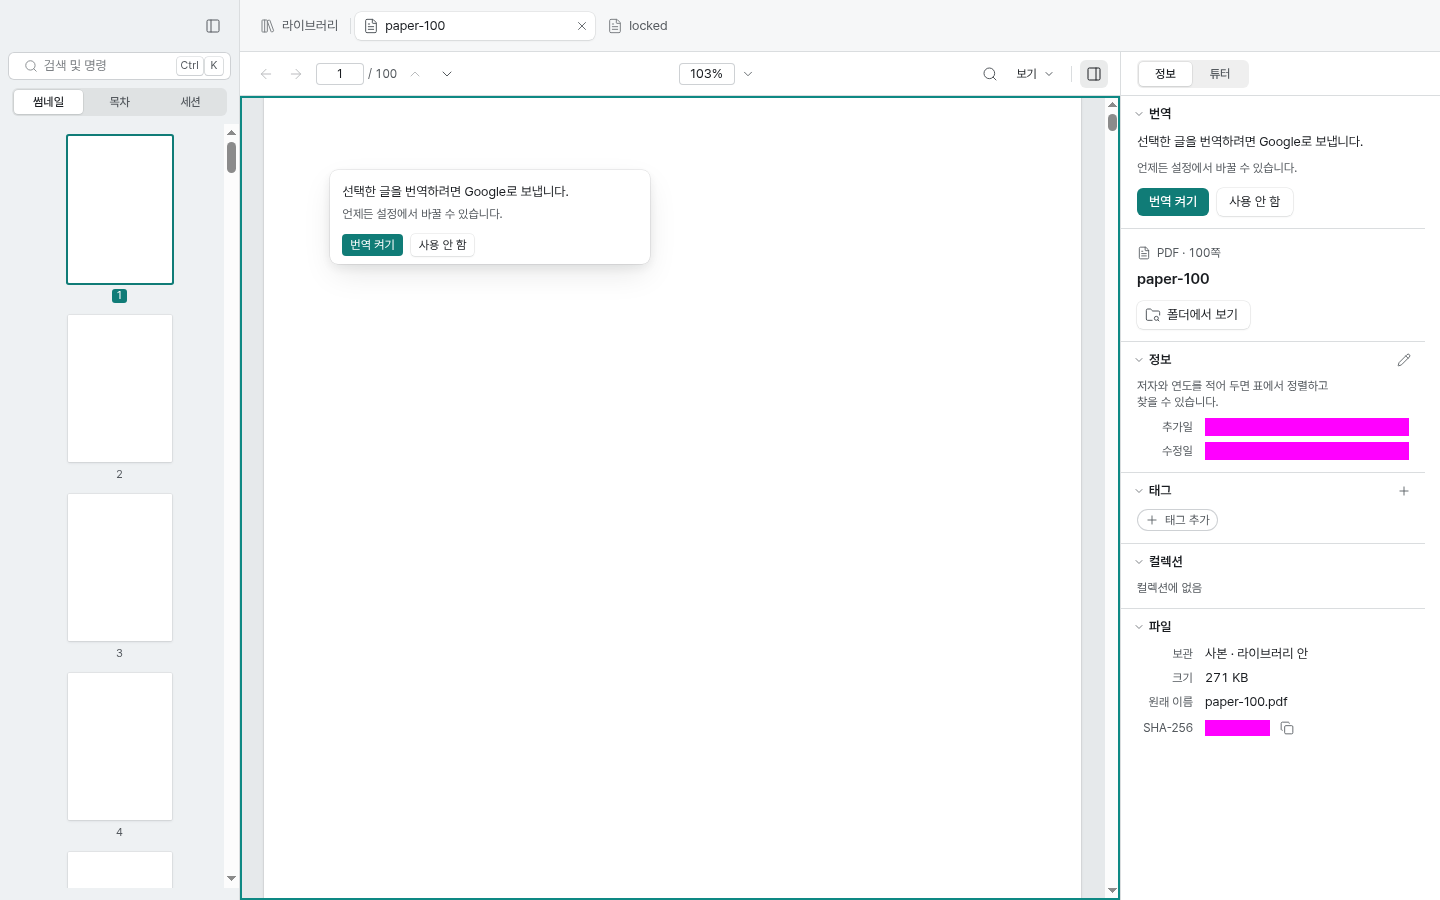 라이브러리
paper-100
locked
검색 및 명령
Ctrl
K
1
/ 100
103%
보기
정보
튜터
썸네일
목차
세션
1
2
3
4
선택한 글을 번역하려면 Google로 보냅니다.
언제든 설정에서 바꿀 수 있습니다.
번역 켜기
사용 안 함
번역
선택한 글을 번역하려면 Google로 보냅니다.
언제든 설정에서 바꿀 수 있습니다.
번역 켜기
사용 안 함
PDF · 100쪽
paper-100
폴더에서 보기
정보
저자와 연도를 적어 두면 표에서 정렬하고
찾을 수 있습니다.
추가일
수정일
태그
태그 추가
컬렉션
컬렉션에 없음
파일
보관 사본 · 라이브러리 안
크기 271 KB
원래 이름 paper-100.pdf
SHA-256